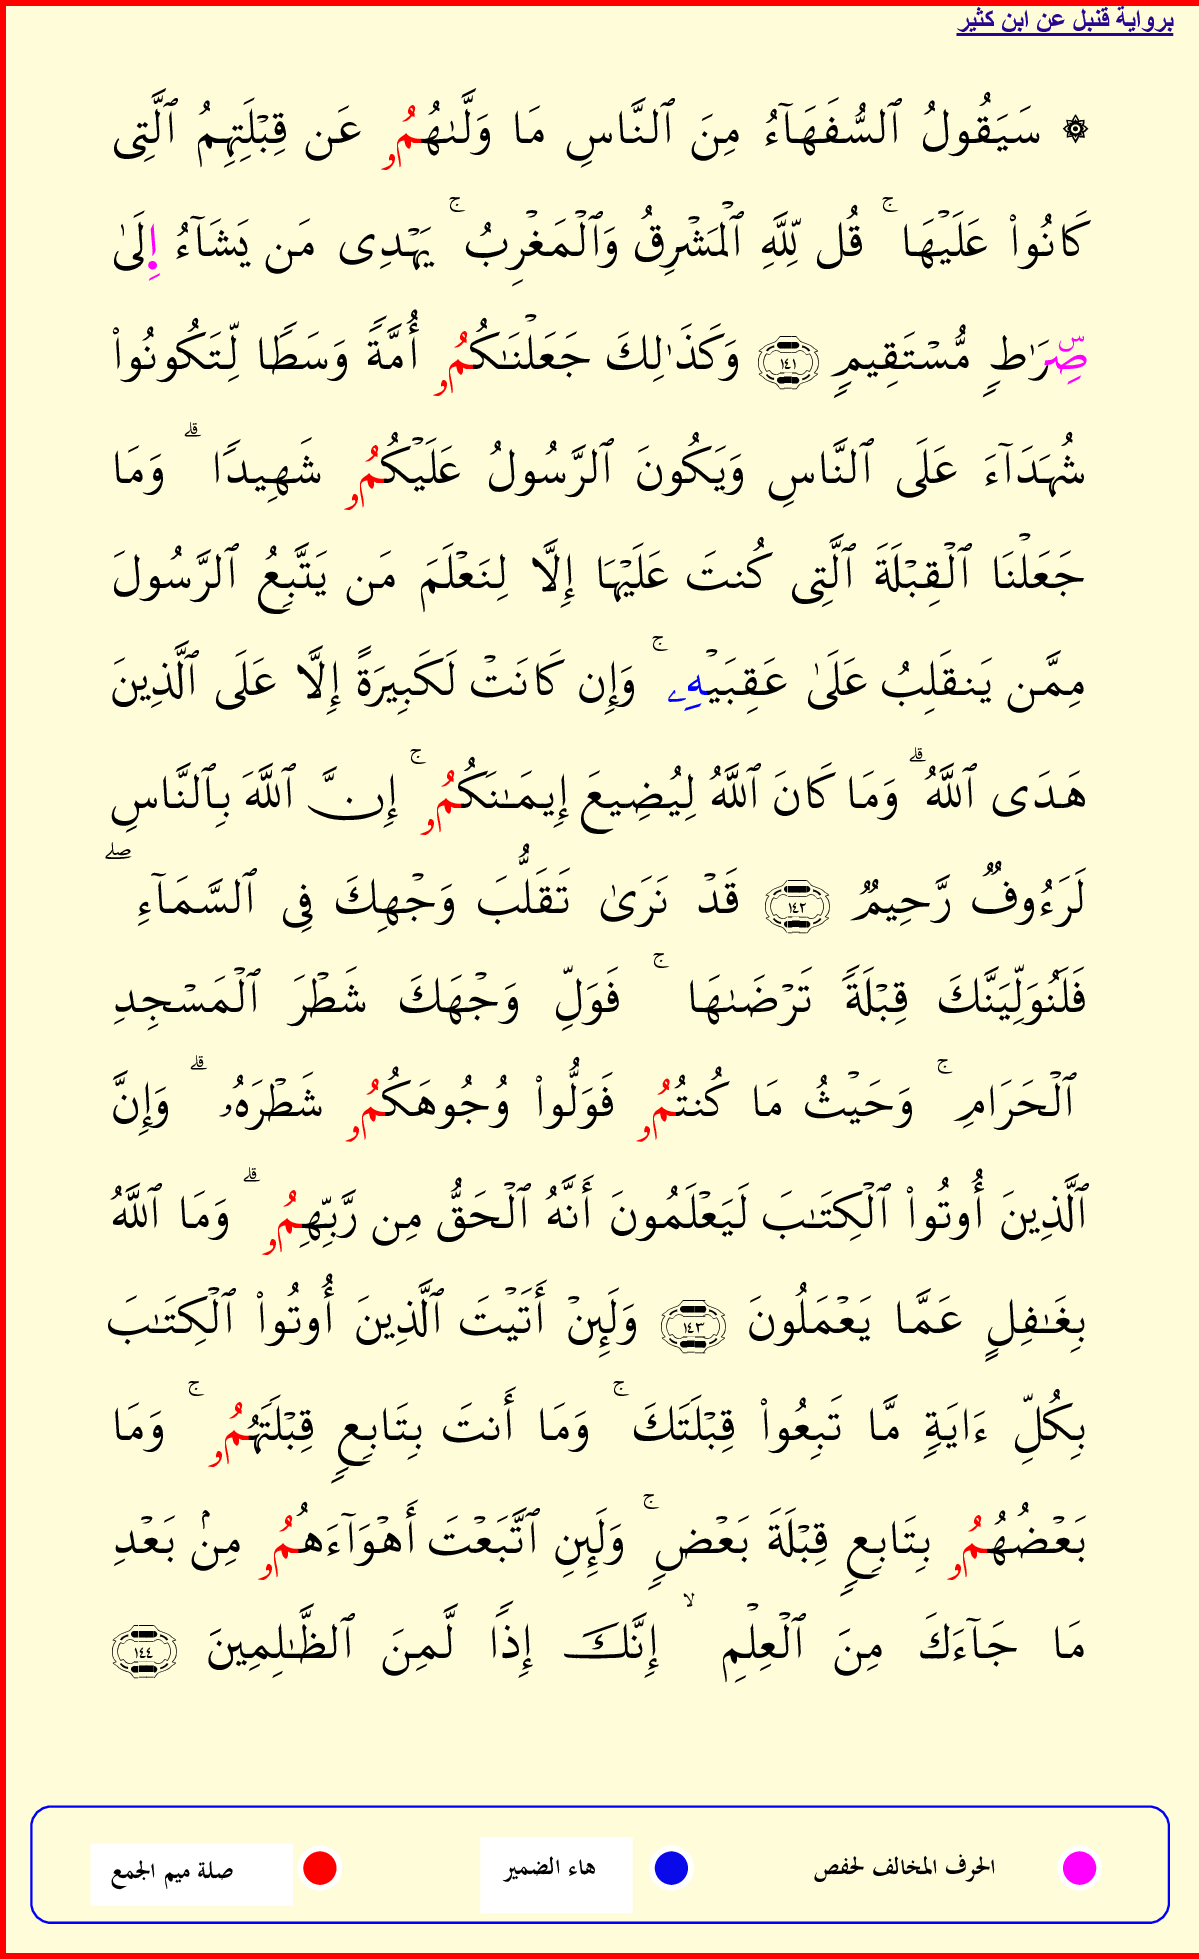 برواية قنبل عن ابن كثير
۞ سَيَقُولُ ٱلسُّفَهَآءُ مِنَ ٱلنَّاسِ مَا وَلَّىٰهُمُۥ عَن قِبْلَتِهِمُ ٱلَّتِى
كَانُوا۟ عَلَيْهَا ۚ قُل لِّلَّهِ ٱلْمَشْرِقُ وَٱلْمَغْرِبُ ۚ يَهْدِى مَن يَشَآءُ إِلَىٰ
صِۜرَٰطٍ مُّسْتَقِيمٍ ١٤١ وَكَذَٰلِكَ جَعَلْنَـٰكُمُۥ أُمَّةً وَسَطًا لِّتَكُونُوا۟
شُهَدَآءَ عَلَى ٱلنَّاسِ وَيَكُونَ ٱلرَّسُولُ عَلَيْكُمُۥ شَهِيدًا ۗ وَمَا
جَعَلْنَا ٱلْقِبْلَةَ ٱلَّتِى كُنتَ عَلَيْهَا إِلَّا لِنَعْلَمَ مَن يَتَّبِعُ ٱلرَّسُولَ
مِمَّن يَنقَلِبُ عَلَىٰ عَقِبَيْهِۦ ۚ وَإِن كَانَتْ لَكَبِيرَةً إِلَّا عَلَى ٱلَّذِينَ
هَدَى ٱللَّهُ ۗ وَمَا كَانَ ٱللَّهُ لِيُضِيعَ إِيمَـٰنَكُمُۥ ۚ إِنَّ ٱللَّهَ بِٱلنَّاسِ
لَرَءُوفٌ رَّحِيمٌ ١٤٢ قَدْ نَرَىٰ تَقَلُّبَ وَجْهِكَ فِى ٱلسَّمَآءِ ۖ
فَلَنُوَلِّيَنَّكَ قِبْلَةً تَرْضَىٰهَا ۚ فَوَلِّ وَجْهَكَ شَطْرَ ٱلْمَسْجِدِ
ٱلْحَرَامِ ۚ وَحَيْثُ مَا كُنتُمُۥ فَوَلُّوا۟ وُجُوهَكُمُۥ شَطْرَهُۥ ۗ وَإِنَّ
ٱلَّذِينَ أُوتُوا۟ ٱلْكِتَـٰبَ لَيَعْلَمُونَ أَنَّهُ ٱلْحَقُّ مِن رَّبِّهِمُۥ ۗ وَمَا ٱللَّهُ
بِغَـٰفِلٍ عَمَّا يَعْمَلُونَ ١٤٣ وَلَئِنْ أَتَيْتَ ٱلَّذِينَ أُوتُوا۟ ٱلْكِتَـٰبَ
بِكُلِّ ءَايَةٍ مَّا تَبِعُوا۟ قِبْلَتَكَ ۚ وَمَا أَنتَ بِتَابِعٍ قِبْلَتَهُمُۥ ۚ وَمَا
بَعْضُهُمُۥ بِتَابِعٍ قِبْلَةَ بَعْضٍ ۚ وَلَئِنِ ٱتَّبَعْتَ أَهْوَآءَهُمُۥ مِنۢ بَعْدِ
مَا جَآءَكَ مِنَ ٱلْعِلْمِ ۙ إِنَّكَ إِذًا لَّمِنَ ٱلظَّـٰلِمِينَ ١٤٤
الحرف المخالف لحفص هاء الضمير صلة ميم الجمع